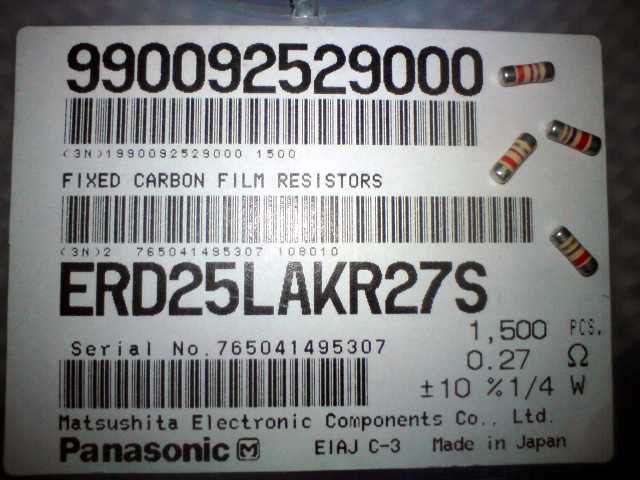 990092529000
(3N)1990092529000 1500
FIXED CARBON FILM RESISTORS
(3N)2 765041495307 108010
ERD25LAKR27S
1,500 PCS.
Serial No.765041495307
0.27 Ω
±10 %1/4 W
Matsushita Electronic Components Co., Ltd.
Panasonic M EIAJ C-3 Made in Japan